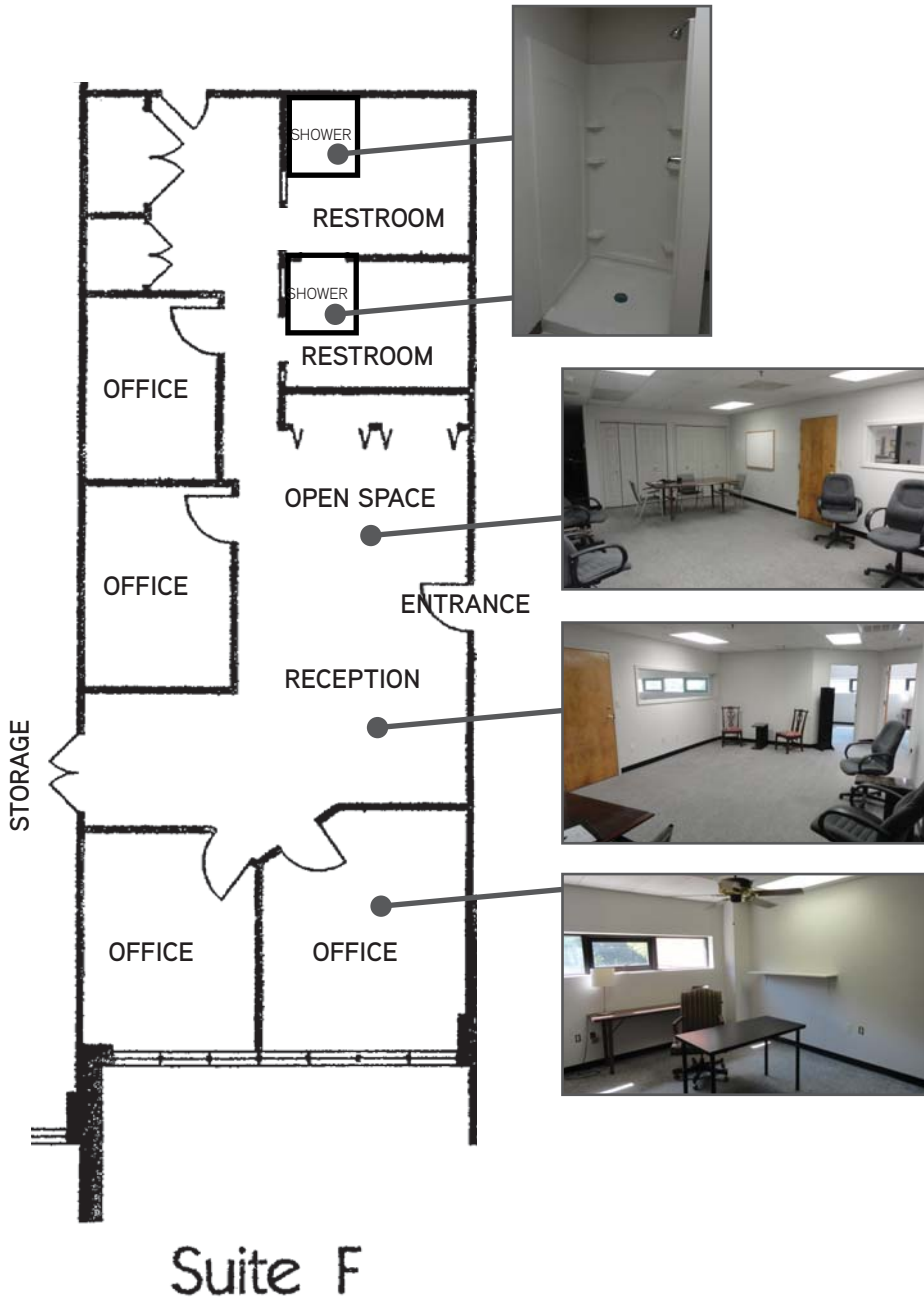 SHOWER
RESTROOM
SHOWER
RESTROOM
OFFICE
OPEN SPACE
OFFICE
ENTRANCE
RECEPTION
STORAGE
OFFICE
OFFICE
Suite F